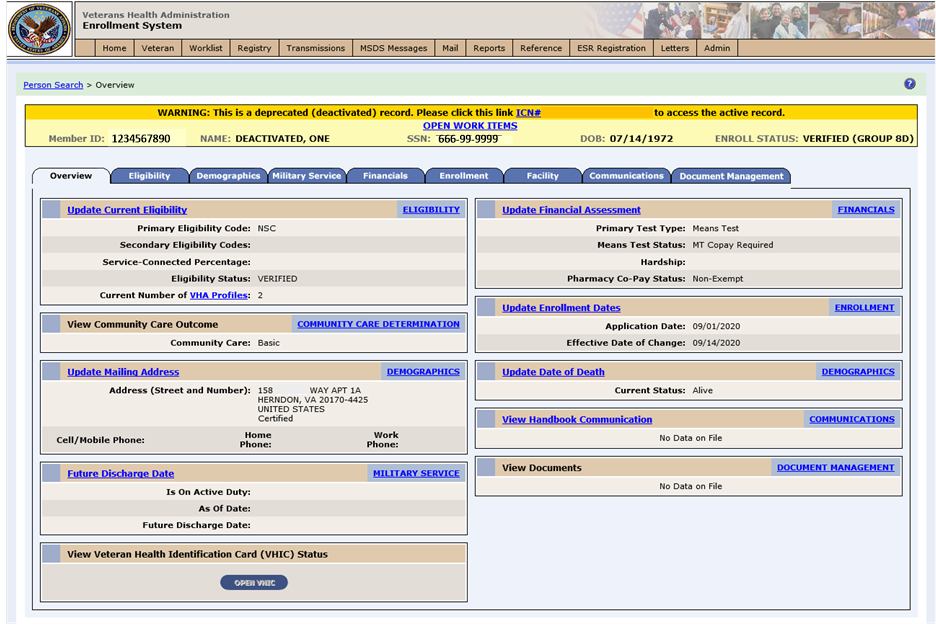 Veterans Health Administration
Enrollment System
Home Veteran Worklist Registry Transmissions MSDS Messages Mail Reports Reference ESR Registration Letters Admin
Person Search > Overview
?
WARNING: This is a deprecated (deactivated) record. Please click this link ICN# to access the active record.
OPEN WORK ITEMS
Member ID: 1234567890 NAME: DEACTIVATED, ONE SSN: 666-99-9999 DOB: 07/14/1972 ENROLL STATUS: VERIFIED (GROUP 8D)
Overview Eligibility Demographics Military Service Financials Enrollment Facility Communications Document Management
Update Current Eligibility ELIGIBILITY
Primary Eligibility Code: NSC
Secondary Eligibility Codes:
Service-Connected Percentage:
Eligibility Status: VERIFIED
Current Number of VHA Profiles: 2
View Community Care Outcome COMMUNITY CARE DETERMINATION
Community Care: Basic
Update Mailing Address DEMOGRAPHICS
Address (Street and Number): 158 WAY APT 1A
HERNDON, VA 20170-4425
UNITED STATES
Certified
Cell/Mobile Phone: Home Phone: Work Phone:
Future Discharge Date MILITARY SERVICE
Is On Active Duty:
As Of Date:
Future Discharge Date:
View Veteran Health Identification Card (VHIC) Status
OPEN VHIC
Update Financial Assessment FINANCIALS
Primary Test Type: Means Test
Means Test Status: MT Copay Required
Hardship:
Pharmacy Co-Pay Status: Non-Exempt
Update Enrollment Dates ENROLLMENT
Application Date: 09/01/2020
Effective Date of Change: 09/14/2020
Update Date of Death DEMOGRAPHICS
Current Status: Alive
View Handbook Communication COMMUNICATIONS
No Data on File
View Documents DOCUMENT MANAGEMENT
No Data on File